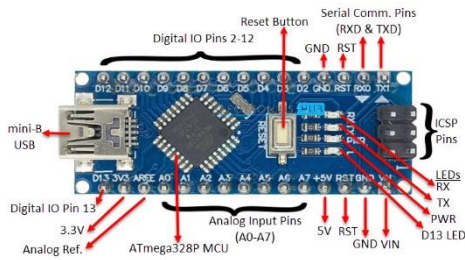 Digital IO Pins 2-12
Reset Button
Serial Comm. Pins
(RXD & TXD)
GND
RST
D12 D11 D10 D9 D8 D7 D6 D5 D4 D3 D2 GND RST RX0 TX1
mini-B
USB
RESET
ICSP
Pins
LEDs
RX
TX
PWR
D13 LED
D13 3V3 AREF A0 A1 A2 A3 A4 A5 A6 A7 +5V RST GND VIN
Digital IO Pin 13
3.3V
Analog Ref.
ATmega328P MCU
Analog Input Pins
(A0-A7)
5V
RST
GND
VIN